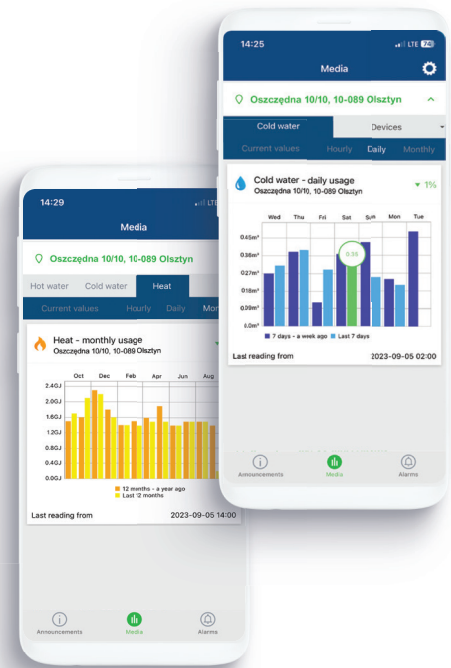 14:25
LTE 74
Media
Oszczędna 10/10, 10-089 Olsztyn
Cold water Devices
Current values Hourly Daily Monthly
Cold water - daily usage
Oszczędna 10/10, 10-089 Olsztyn
1%
Wed Thu Fri Sat Sun Mon Tue
0.45m³
0.36m³
0.27m³
0.18m³
0.09m³
0.0m³
0.39
7 days - a week ago Last 7 days
Last reading from 2023-09-05 02:00
Announcements Media Alarms
14:29
LTE
Media
Oszczędna 10/10, 10-089 Olsztyn
Hot water Cold water Heat
Current values Hourly Daily Mon
Heat - monthly usage
Oszczędna 10/10, 10-089 Olsztyn
Oct Dec Feb Apr Jun Aug
2.4GJ
2.0GJ
1.6GJ
1.2GJ
0.8GJ
0.4GJ
0.0GJ
12 months - a year ago
Last 12 months
Last reading from 2023-09-05 14:00
Announcements Media Alarms